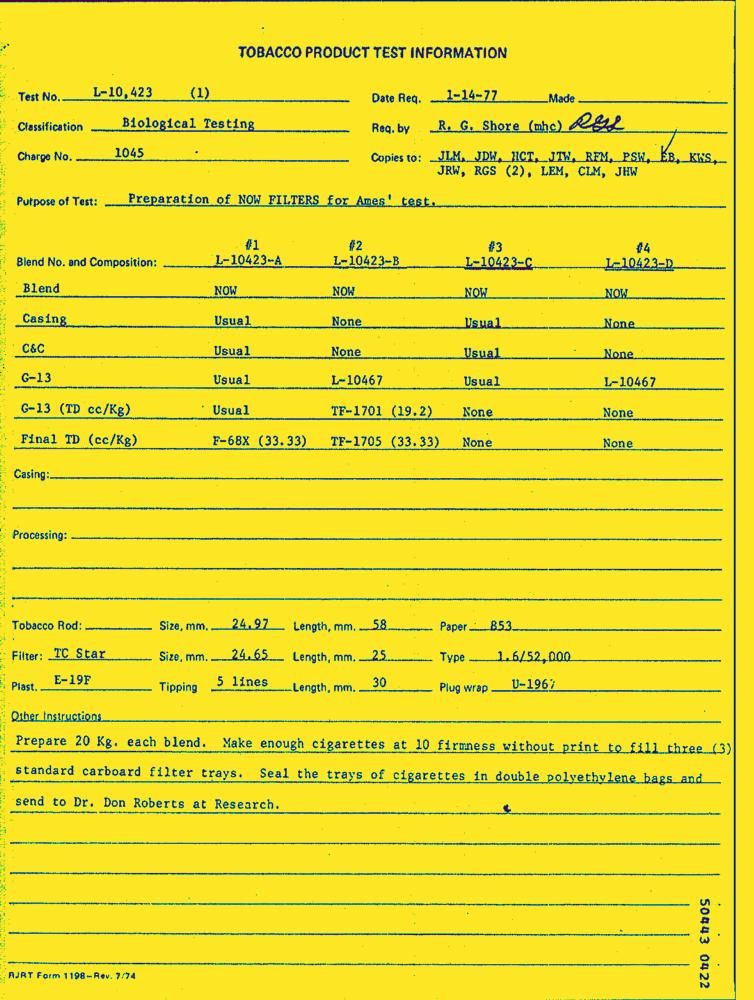 TOBACCO PRODUCT TEST INFORMATION
Test No. L-10,423 (1) Date Req. 1-14-77 Made
Classification Biological Testing Req. by R. G. Shore (mhc) RGS
Charge No. 1045 Copies to: JLM, JDW, HCT, JTW, RFM, PSW, EB, KWS,
JRW, RGS (2), LEM, CLM, JHW
Purpose of Test: Preparation of NOW FILTERS for Ames' test.
#1 #2 #3 #4
Blend No. and Composition: L-10423-A L-10423-B L-10423-C L-10423-D
Blend NOW NOW NOW NOW
Casing Usual None Usual None
C&C Usual None Usual None
G-13 Usual L-10467 Usual L-10467
G-13 (TD cc/Kg) Usual TF-1701 (19.2) None None
Final TD (cc/Kg) F-68X (33.33) TF-1705 (33.33) None None
Casing:
Processing:
Tobacco Rod: Size, mm. 24.97 Length, mm. 58 Paper 853
Filter: TC Star Size, mm. 24.65 Length, mm. 25 Type 1.6/52,000
Plast. E-19F Tipping 5 lines Length, mm. 30 Plug wrap U-1967
Other Instructions
Prepare 20 Kg. each blend. Make enough cigarettes at 10 firmness without print to fill three (3)
standard carboard filter trays. Seal the trays of cigarettes in double polyethylene bags and
send to Dr. Don Roberts at Research.
50443 0422
RJRT Form 1198-Rev. 7/74